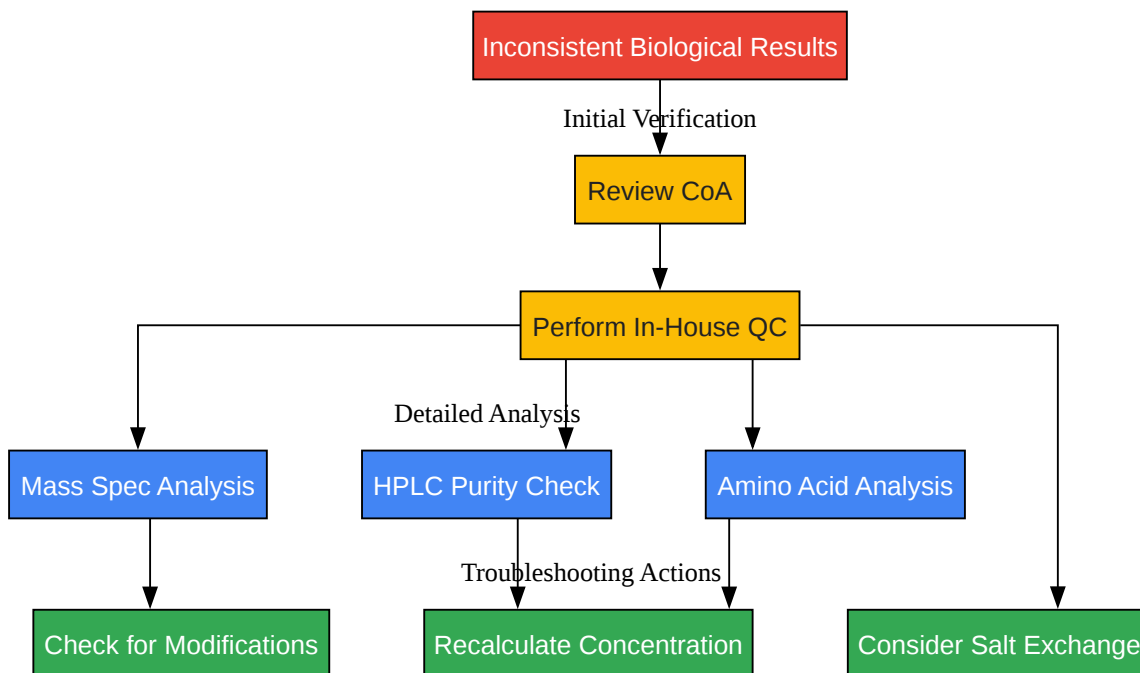 Inconsistent Biological Results
Initial Verification
Review CoA
Perform In-House QC
Detailed Analysis
Mass Spec Analysis
HPLC Purity Check
Amino Acid Analysis
Troubleshooting Actions
Check for Modifications
Recalculate Concentration
Consider Salt Exchange